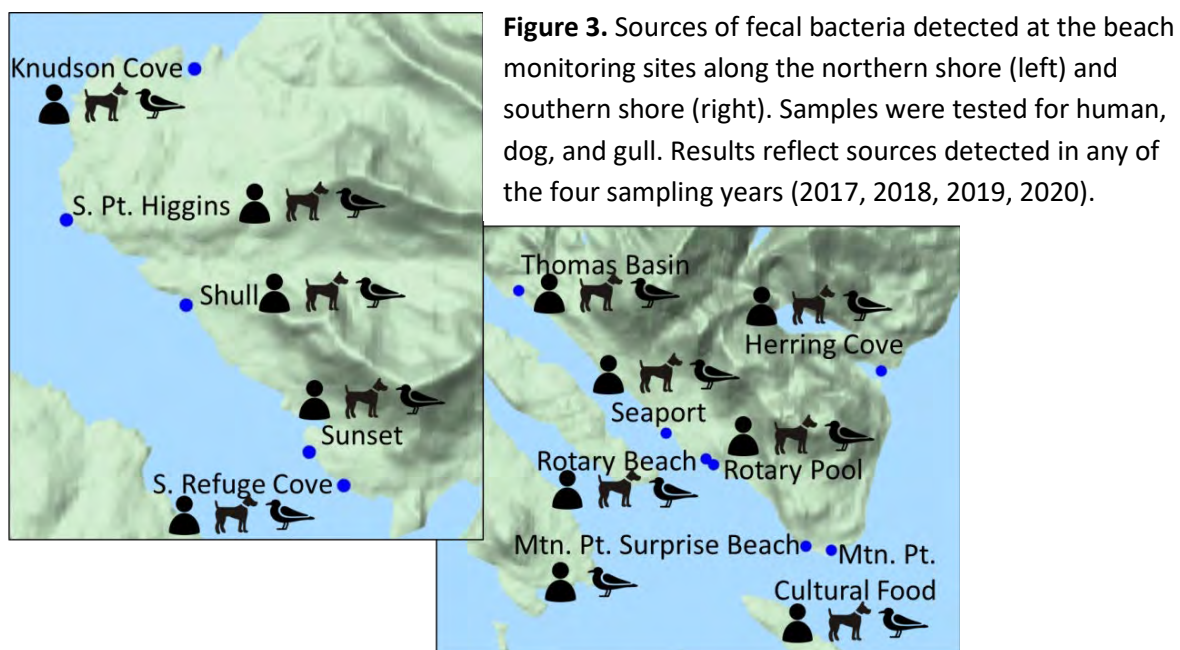 Figure 3. Sources of fecal bacteria detected at the beach
monitoring sites along the northern shore (left) and
southern shore (right). Samples were tested for human,
dog, and gull. Results reflect sources detected in any of
the four sampling years (2017, 2018, 2019, 2020).
Knudson Cove
S. Pt. Higgins
Shull
Sunset
S. Refuge Cove
Thomas Basin
Herring Cove
Seaport
Rotary Beach
Rotary Pool
Mtn. Pt. Surprise Beach
Mtn. Pt.
Cultural Food